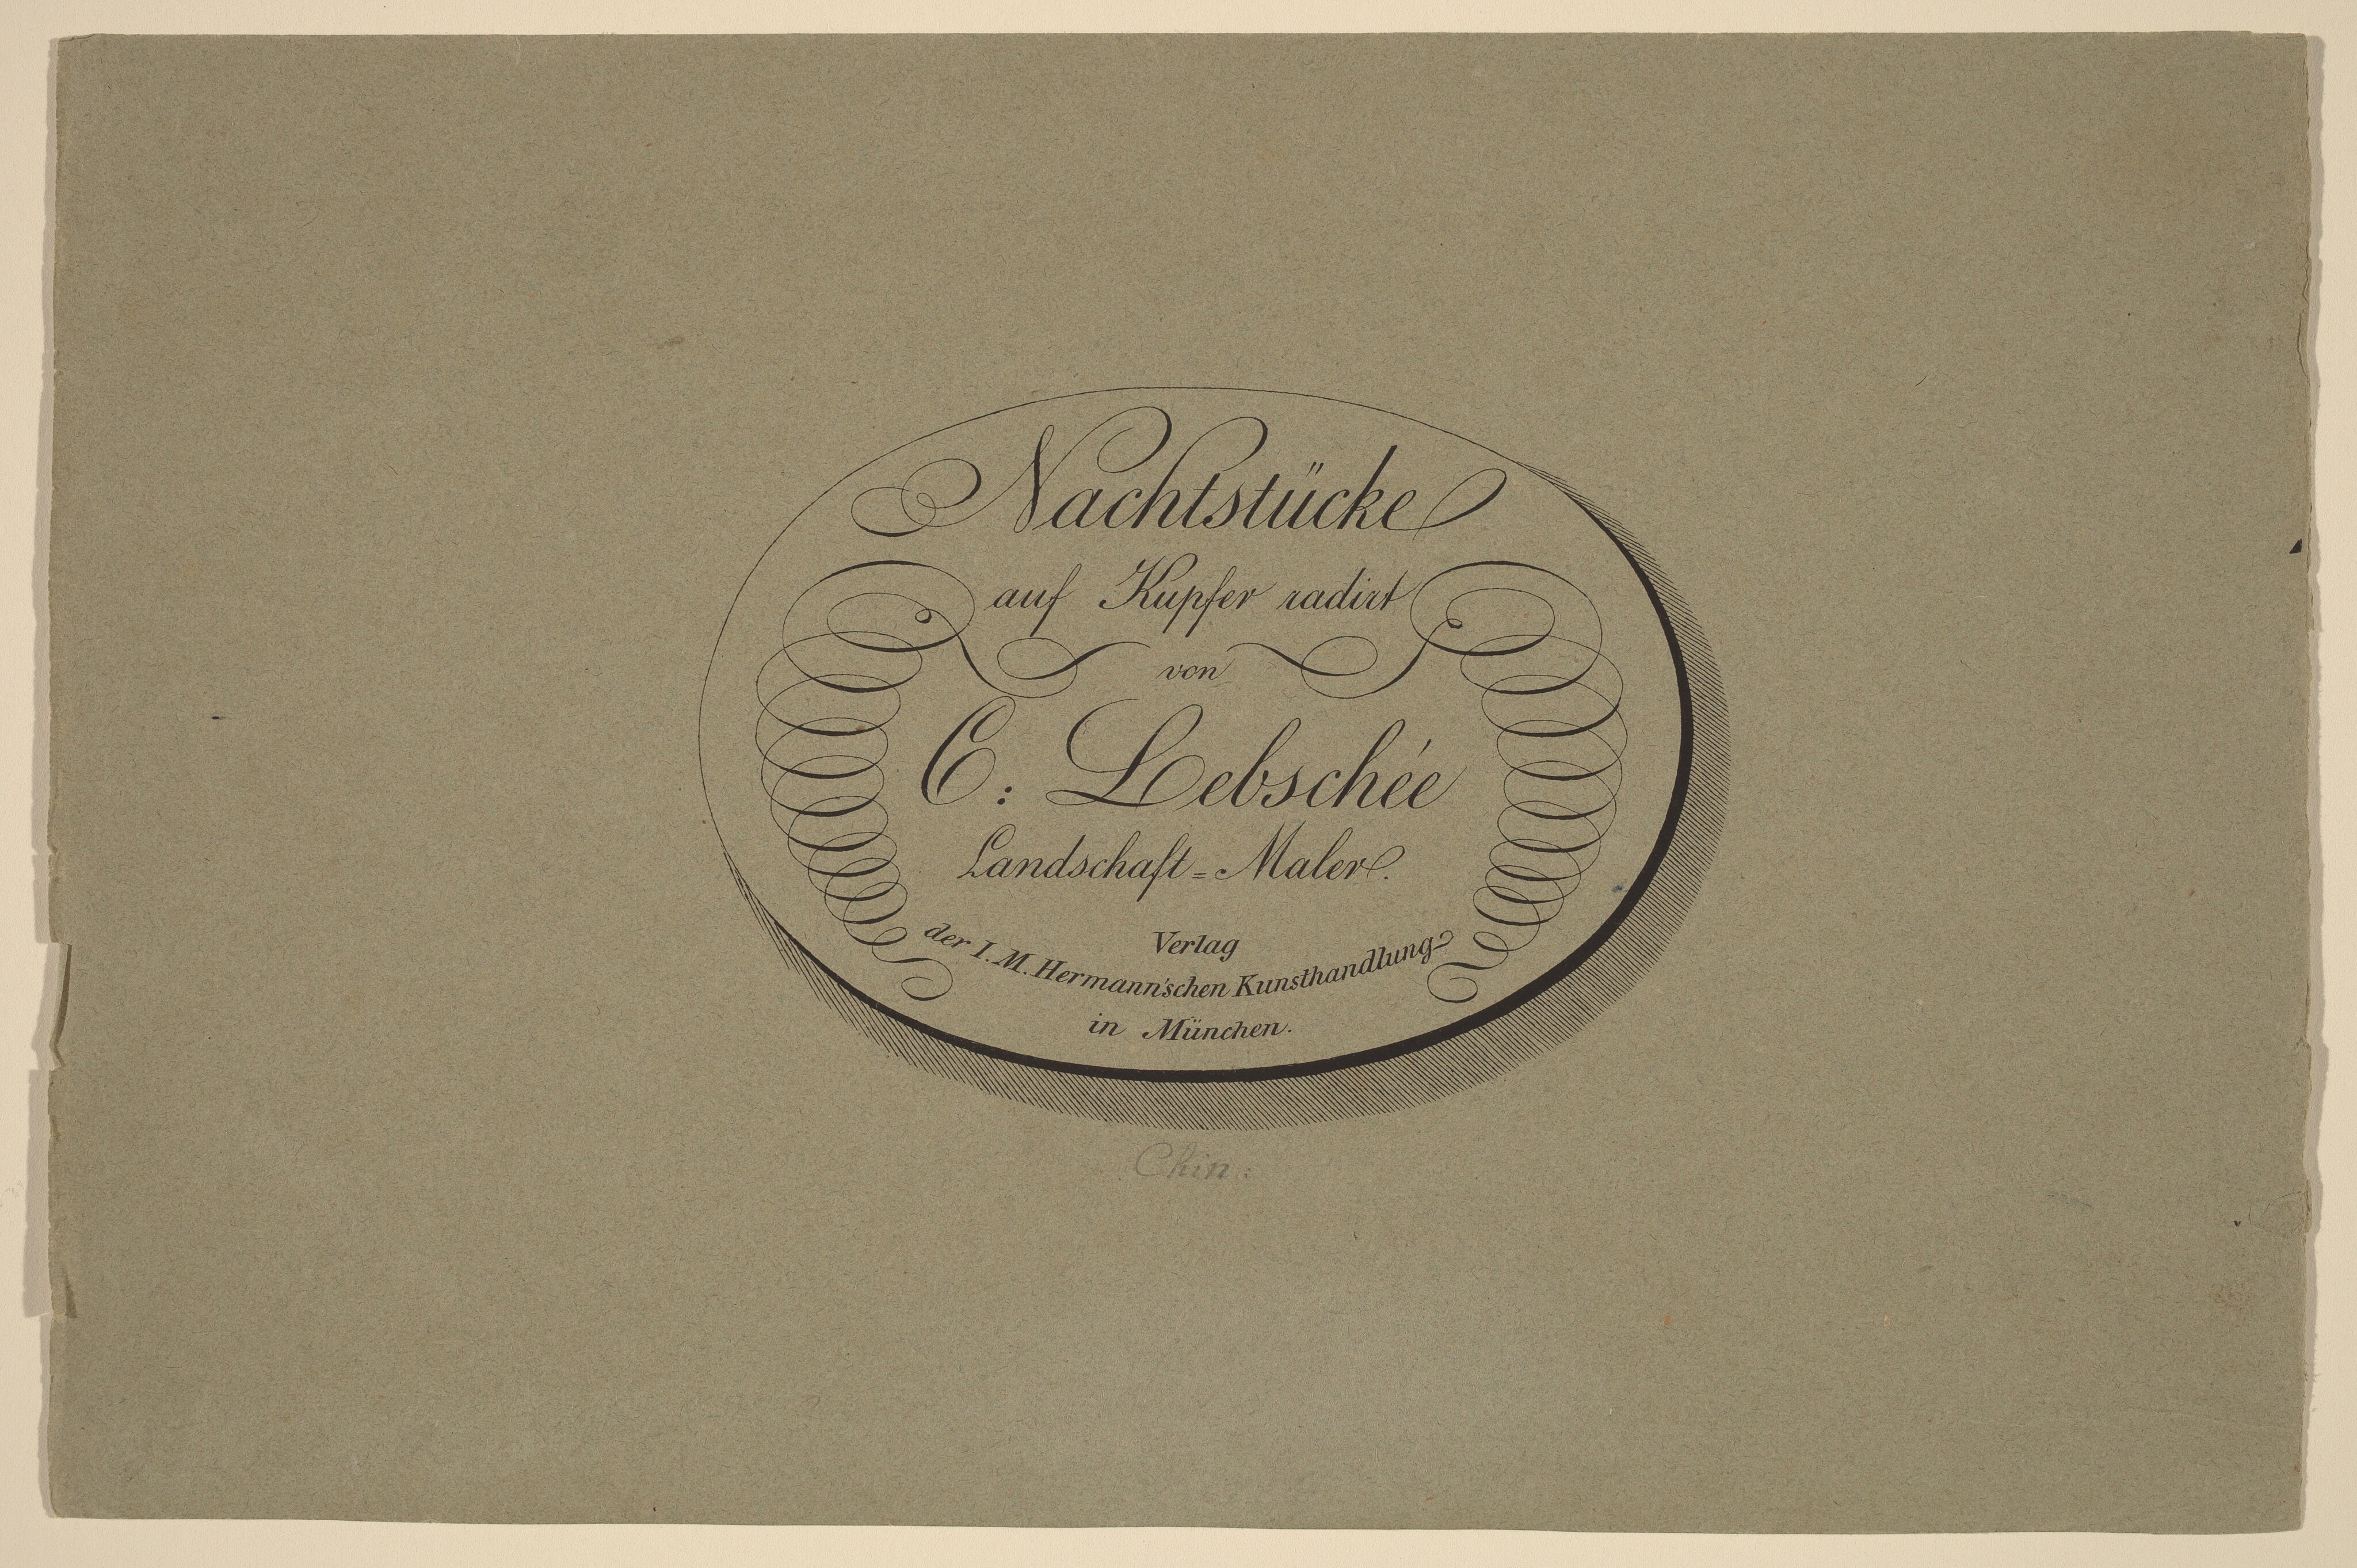 Nachtstücke
auf Kupfer radirt
von
C: Lebschée
Landschaft=Maler.
Verlag
der I. M. Hermann'schen Kunsthandlung
in München.
Chin: